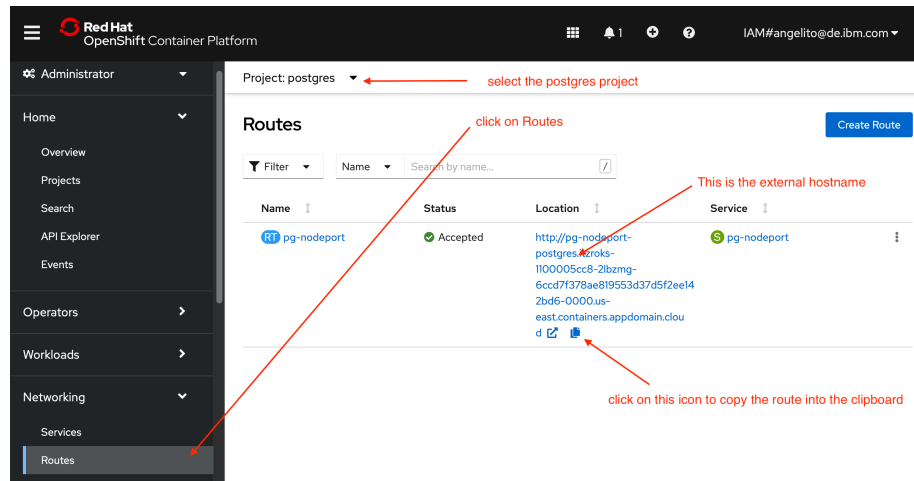 Red Hat
OpenShift Container Platform
1
IAM#angelito@de.ibm.com
Administrator
Project: postgres
select the postgres project
Home
Routes
click on Routes
Create Route
Overview
Filter
Name
Search by name...
/
Projects
This is the external hostname
Search
Name
Status
Location
Service
API Explorer
RT pg-nodeport
Accepted
http://pg-nodeport-
S pg-nodeport
Events
1100005cc8-2lbzmg-
6ccd7f378ae819553d37d5f2ee14
2bd6-0000.us-
Operators
east.containers.appdomain.clou
d
Workloads
Networking
click on this icon to copy the route into the clipboard
Services
Routes